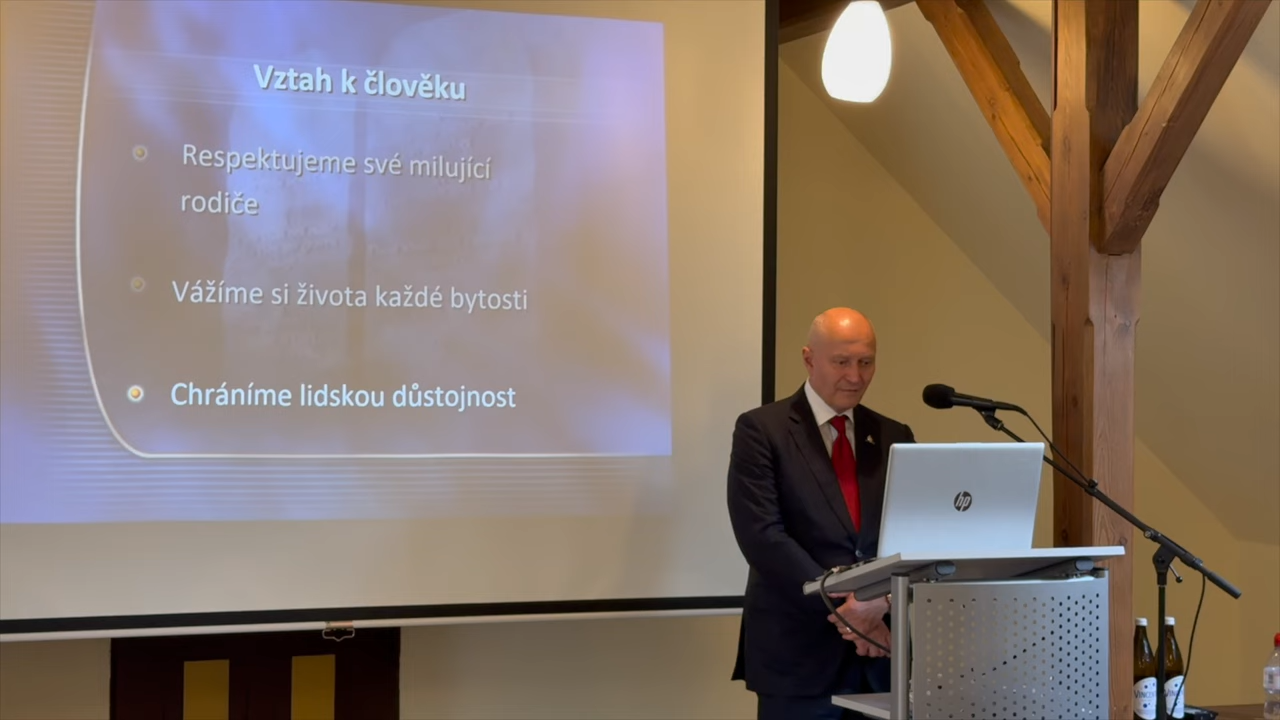 Vztah k člověku
Respektujeme své milující
rodiče
Vážíme si života každé bytosti
Chráníme lidskou důstojnost
hp